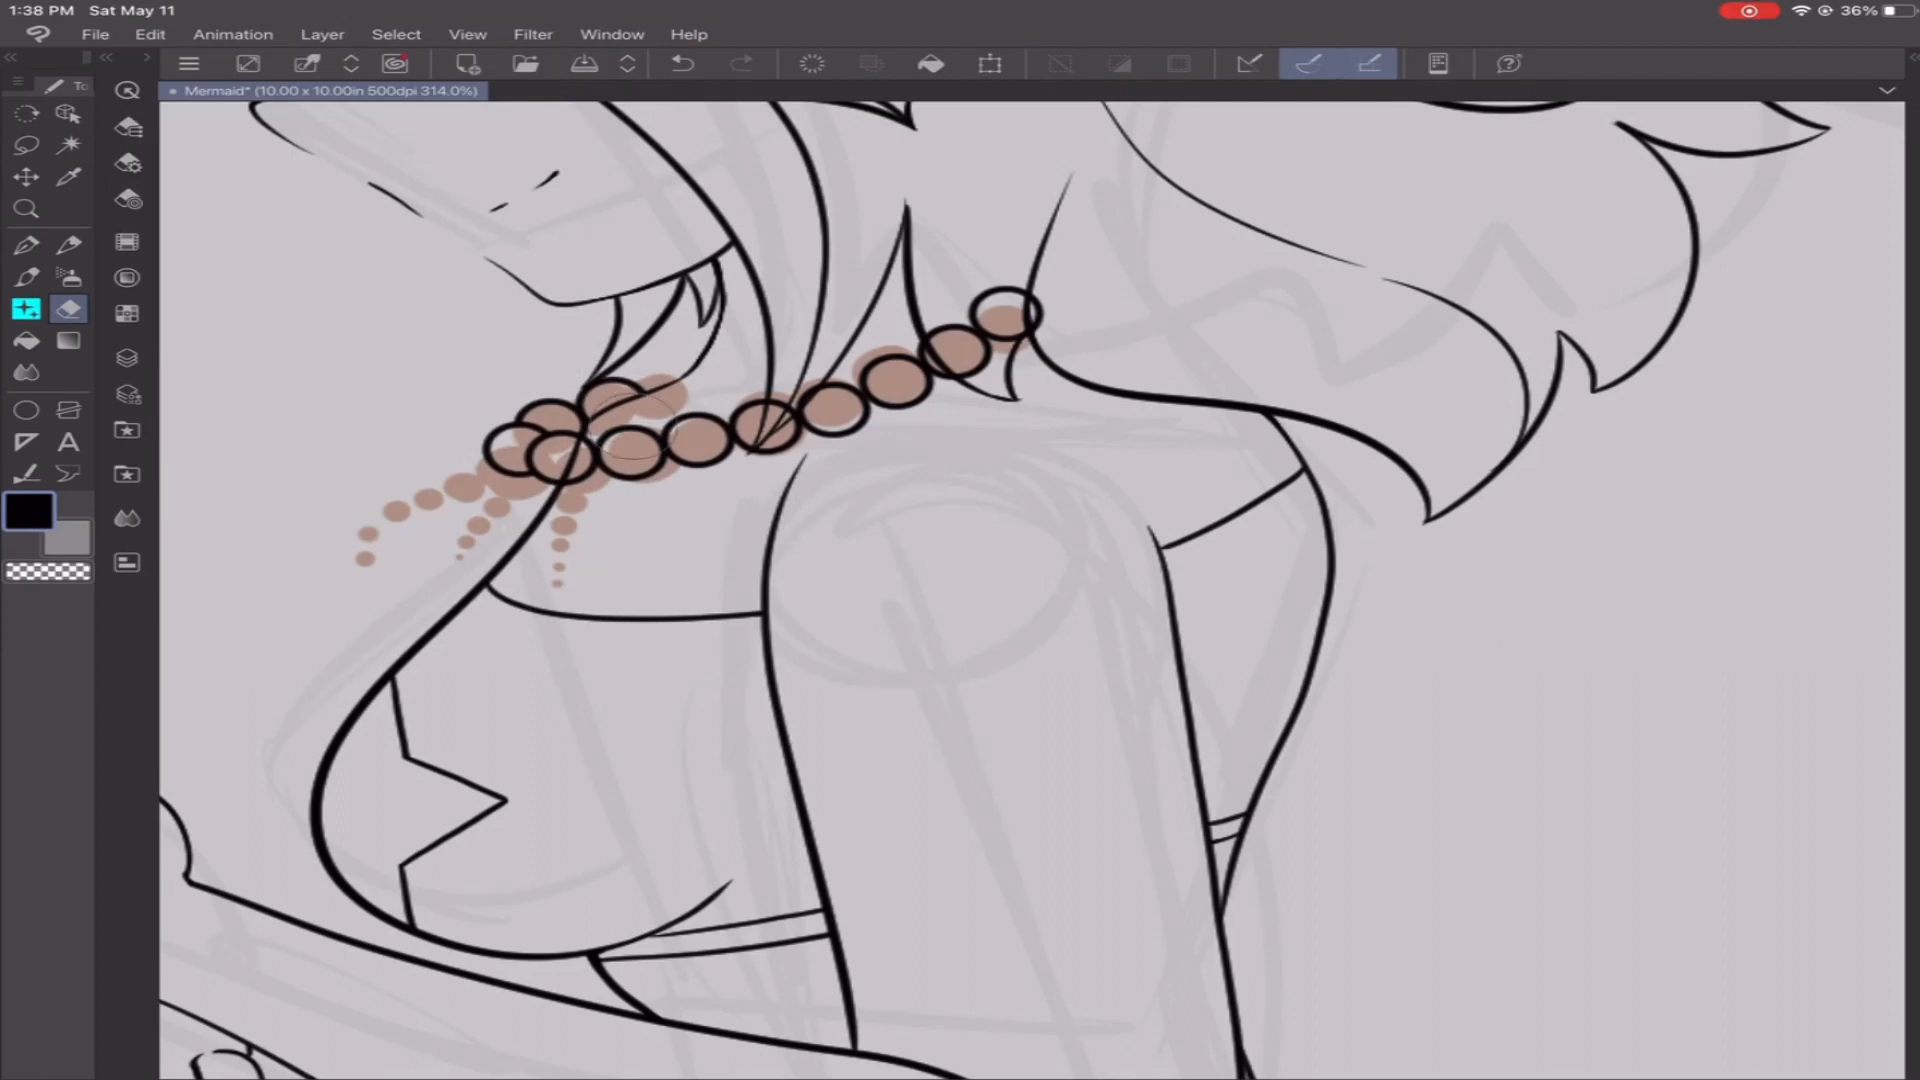 1:38 PM Sat May 11 36%
File Edit Animation Layer Select View Filter Window Help
To
Mermaid* (10.00 x 10.00in 500dpi 314.0%)
A